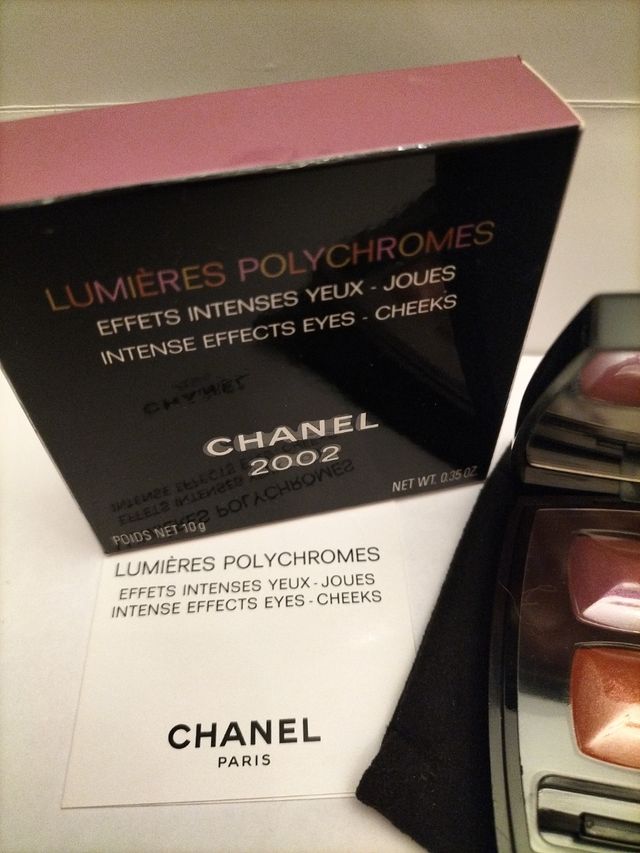 LUMIÈRES POLYCHROMES
EFFETS INTENSES YEUX - JOUES
INTENSE EFFECTS EYES - CHEEKS
CHANEL
2002
POIDS NET 10 g
NET WT. 0.35 OZ.
LUMIÈRES POLYCHROMES
EFFETS INTENSES YEUX - JOUES
INTENSE EFFECTS EYES - CHEEKS
CHANEL
PARIS